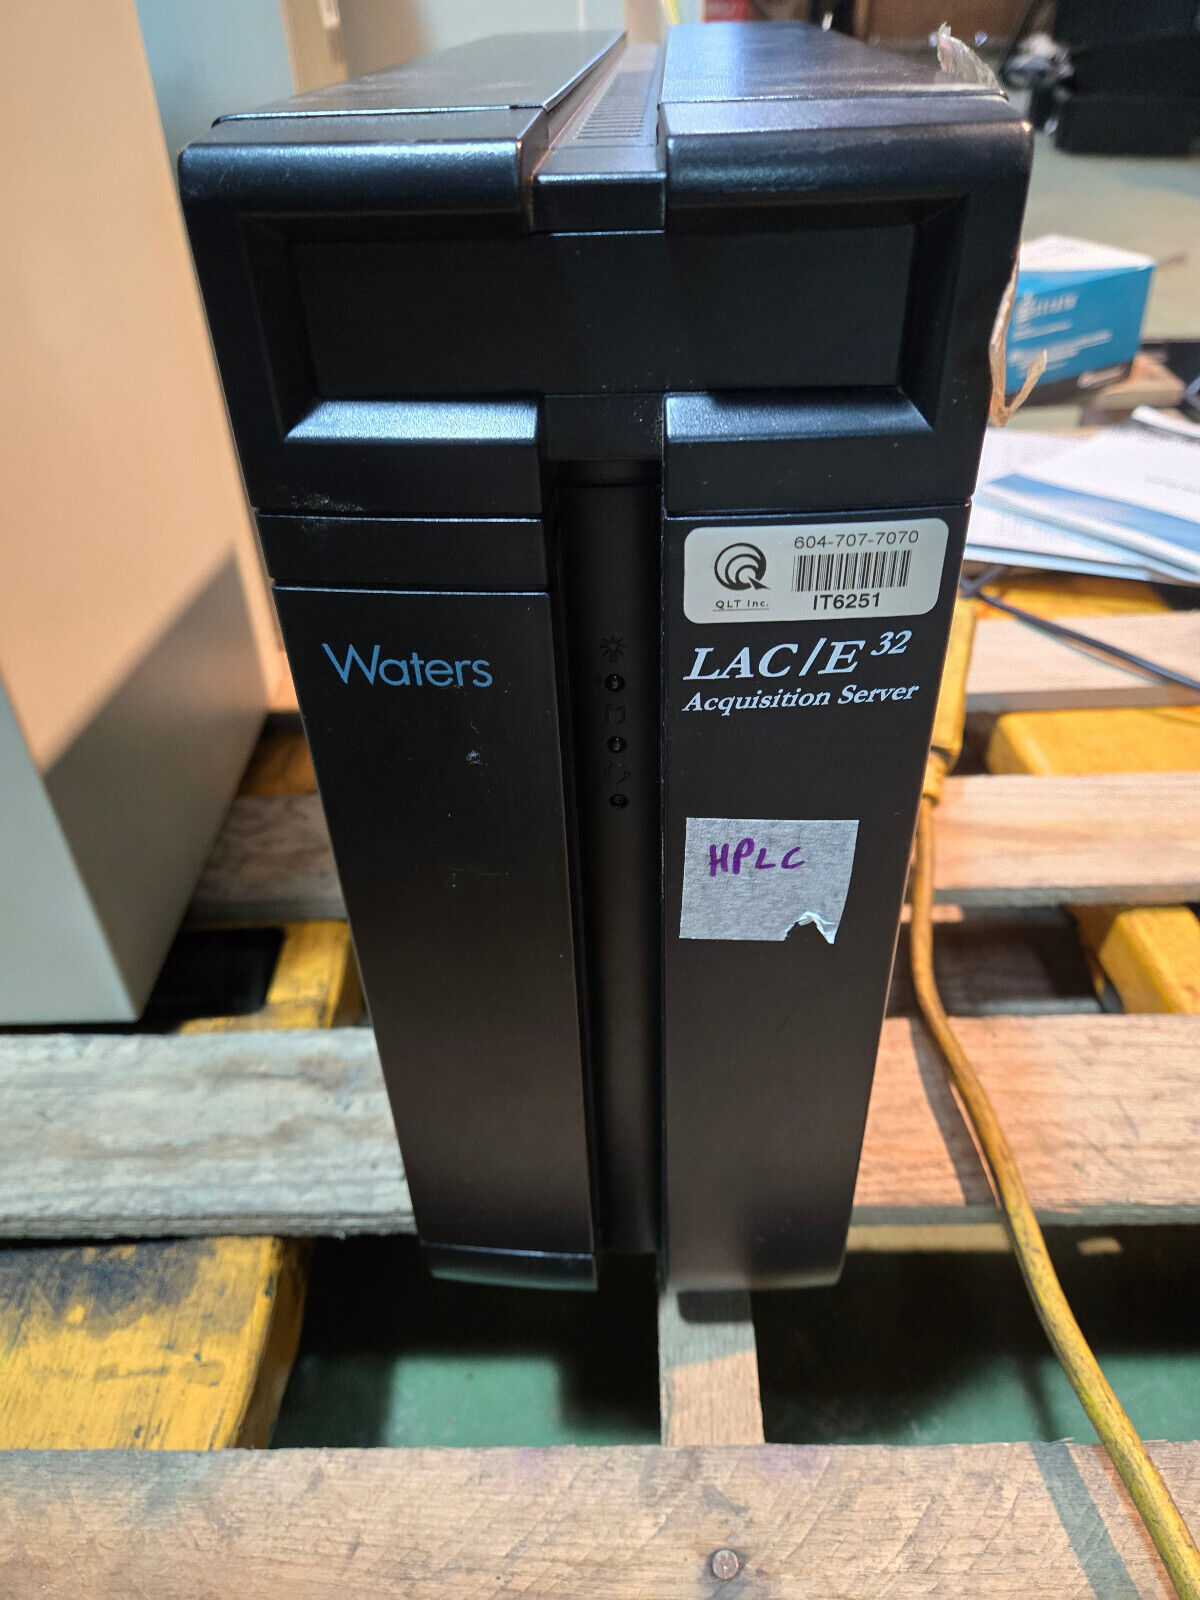 604-707-7070
QLT Inc.
IT6251
Waters
LAC/E 32
Acquisition Server
HPLC